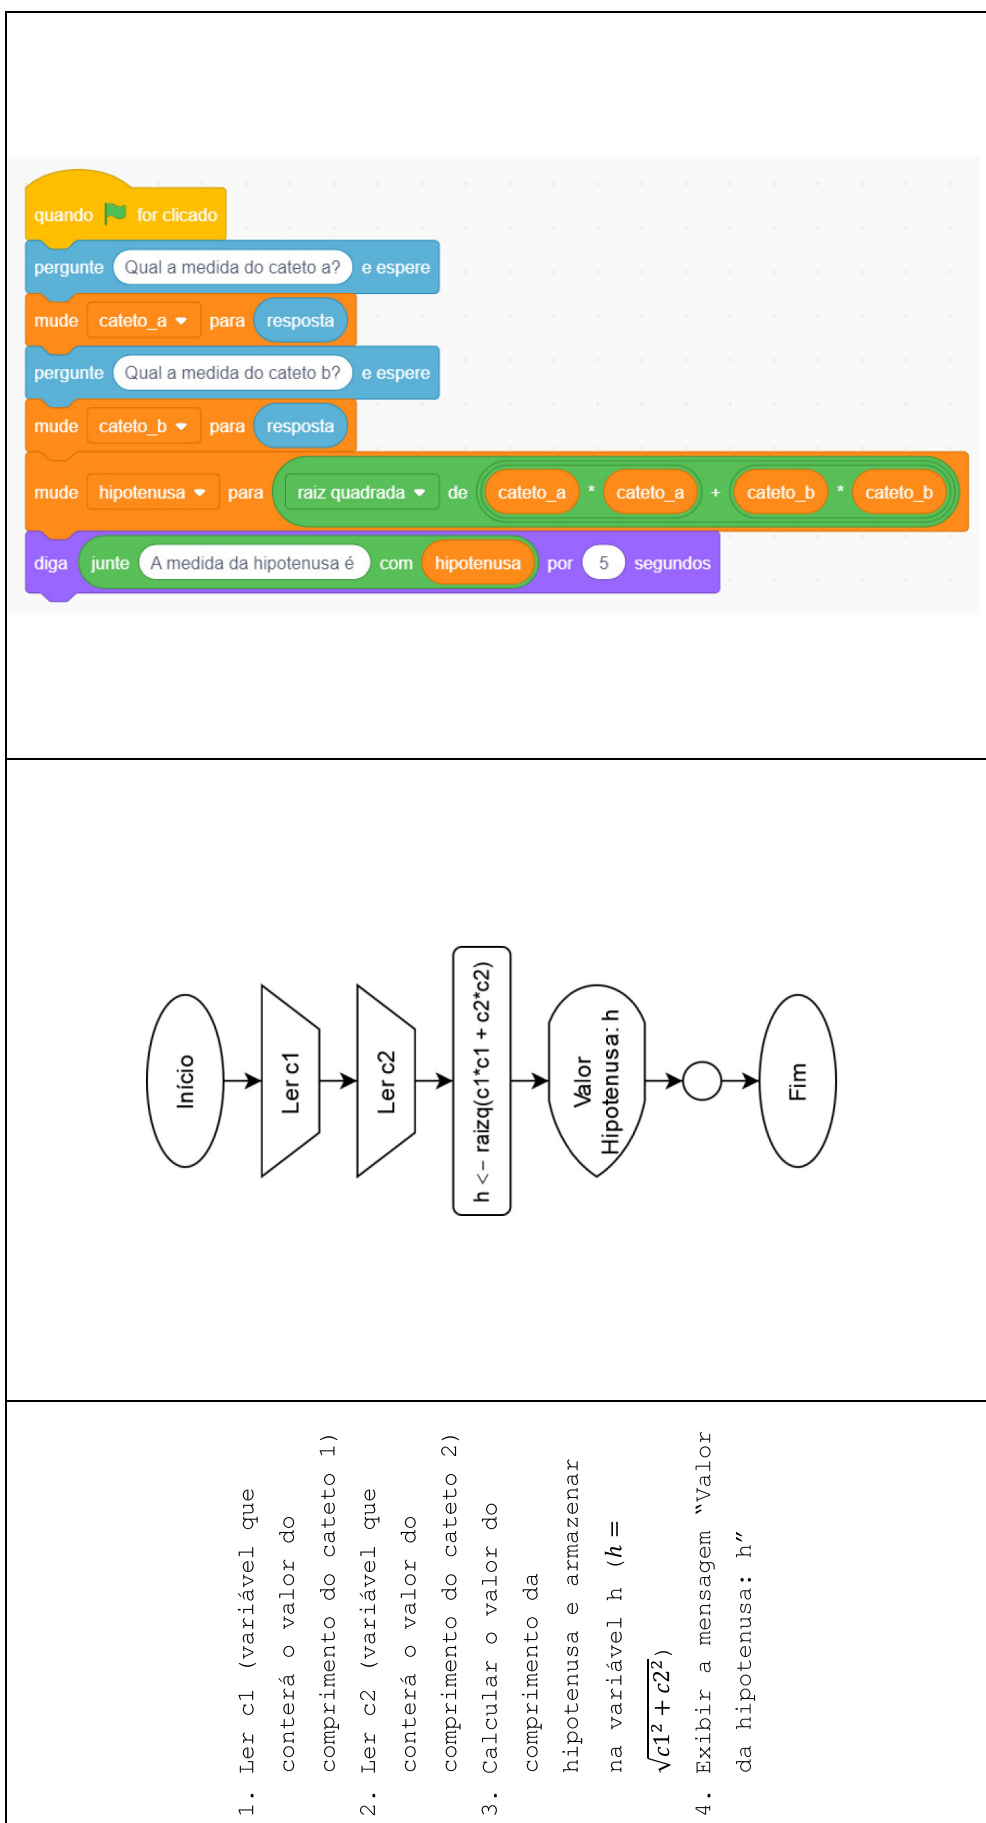 quando for clicado
pergunte Qual a medida do cateto a? e espere
mude cateto_a para resposta
pergunte Qual a medida do cateto b? e espere
mude cateto_b para resposta
mude hipotenusa para raiz quadrada de cateto_a * cateto_a + cateto_b * cateto_b
diga junte A medida da hipotenusa é com hipotenusa por 5 segundos
Início
Ler c1
Ler c2
h <− raizq(c1*c1 + c2*c2)
Valor
Hipotenusa: h
Fim
1. Ler c1 (variável que
conterá o valor do
comprimento do cateto 1)
2. Ler c2 (variável que
conterá o valor do
comprimento do cateto 2)
3. Calcular o valor do
comprimento da
hipotenusa e armazenar
na variável h (h =
√c1² + c2²)
4. Exibir a mensagem “Valor
da hipotenusa: h”